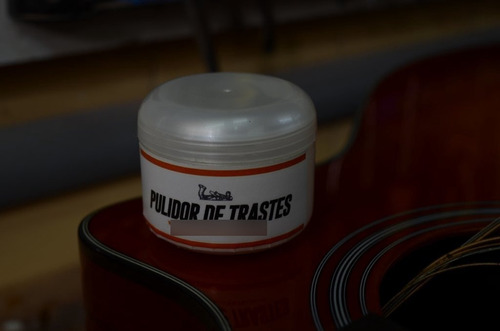 PULIDOR DE TRASTES